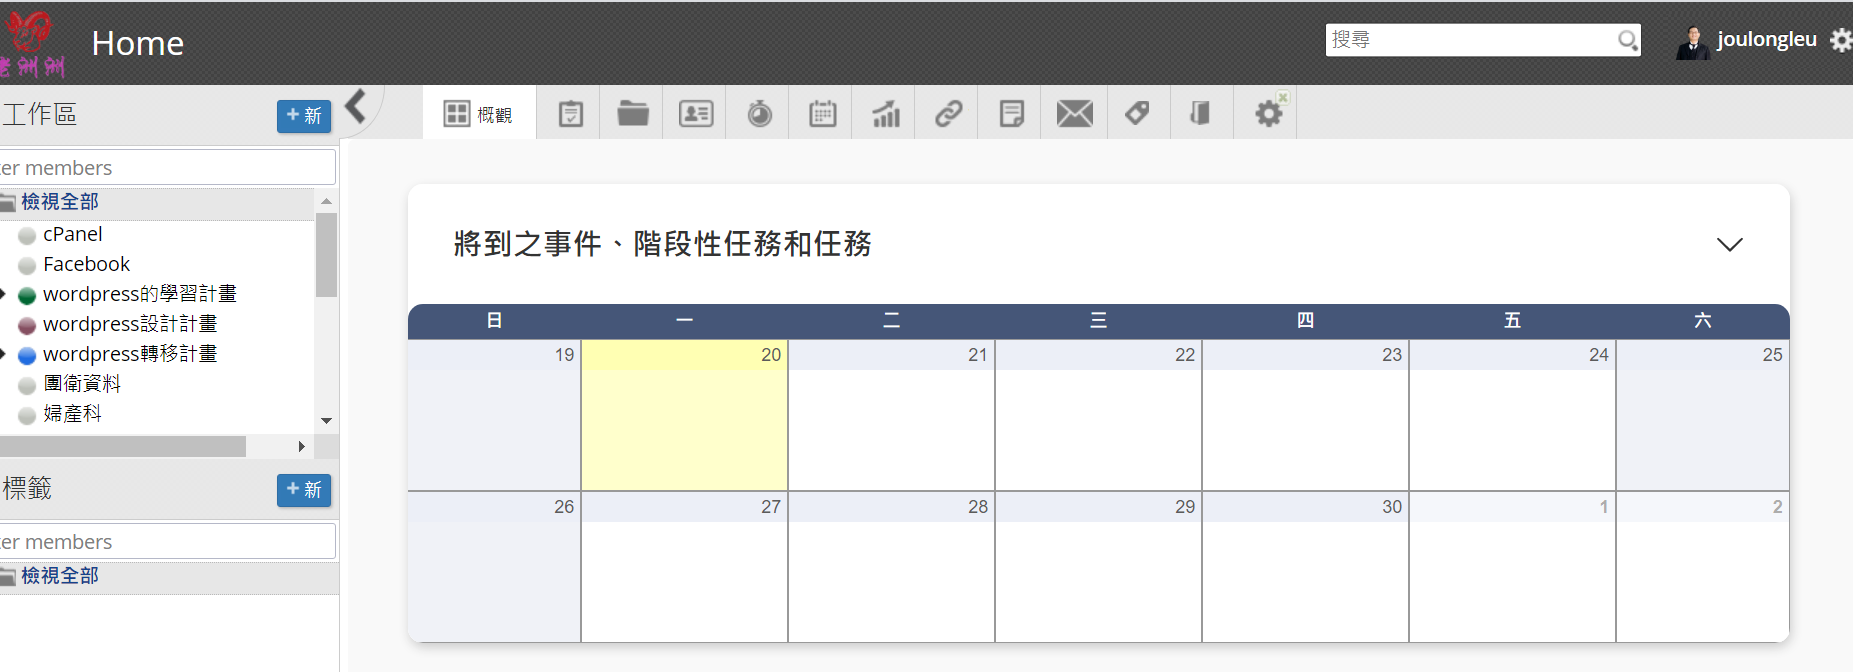 Home
搜尋
joulongleu
老洲洲
工作區
+ 新
er members
檢視全部
cPanel
Facebook
wordpress的學習計畫
wordpress設計計畫
wordpress轉移計畫
團衛資料
婦產科
標籤
+ 新
er members
檢視全部
概觀
將到之事件、階段性任務和任務
日 一 二 三 四 五 六
19 20 21 22 23 24 25
26 27 28 29 30 1 2